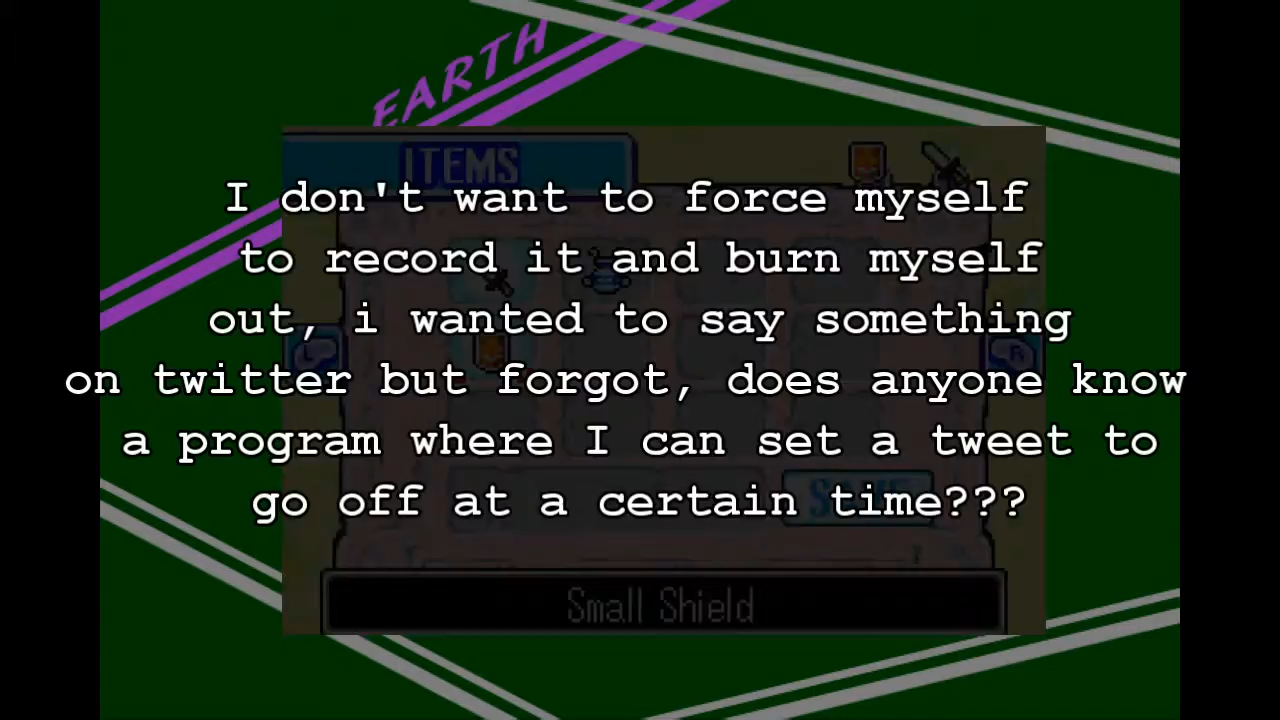 EARTH
ITEMS
I don't want to force myself
to record it and burn myself
out, i wanted to say something
on twitter but forgot, does anyone know
a program where I can set a tweet to
go off at a certain time???
Small Shield